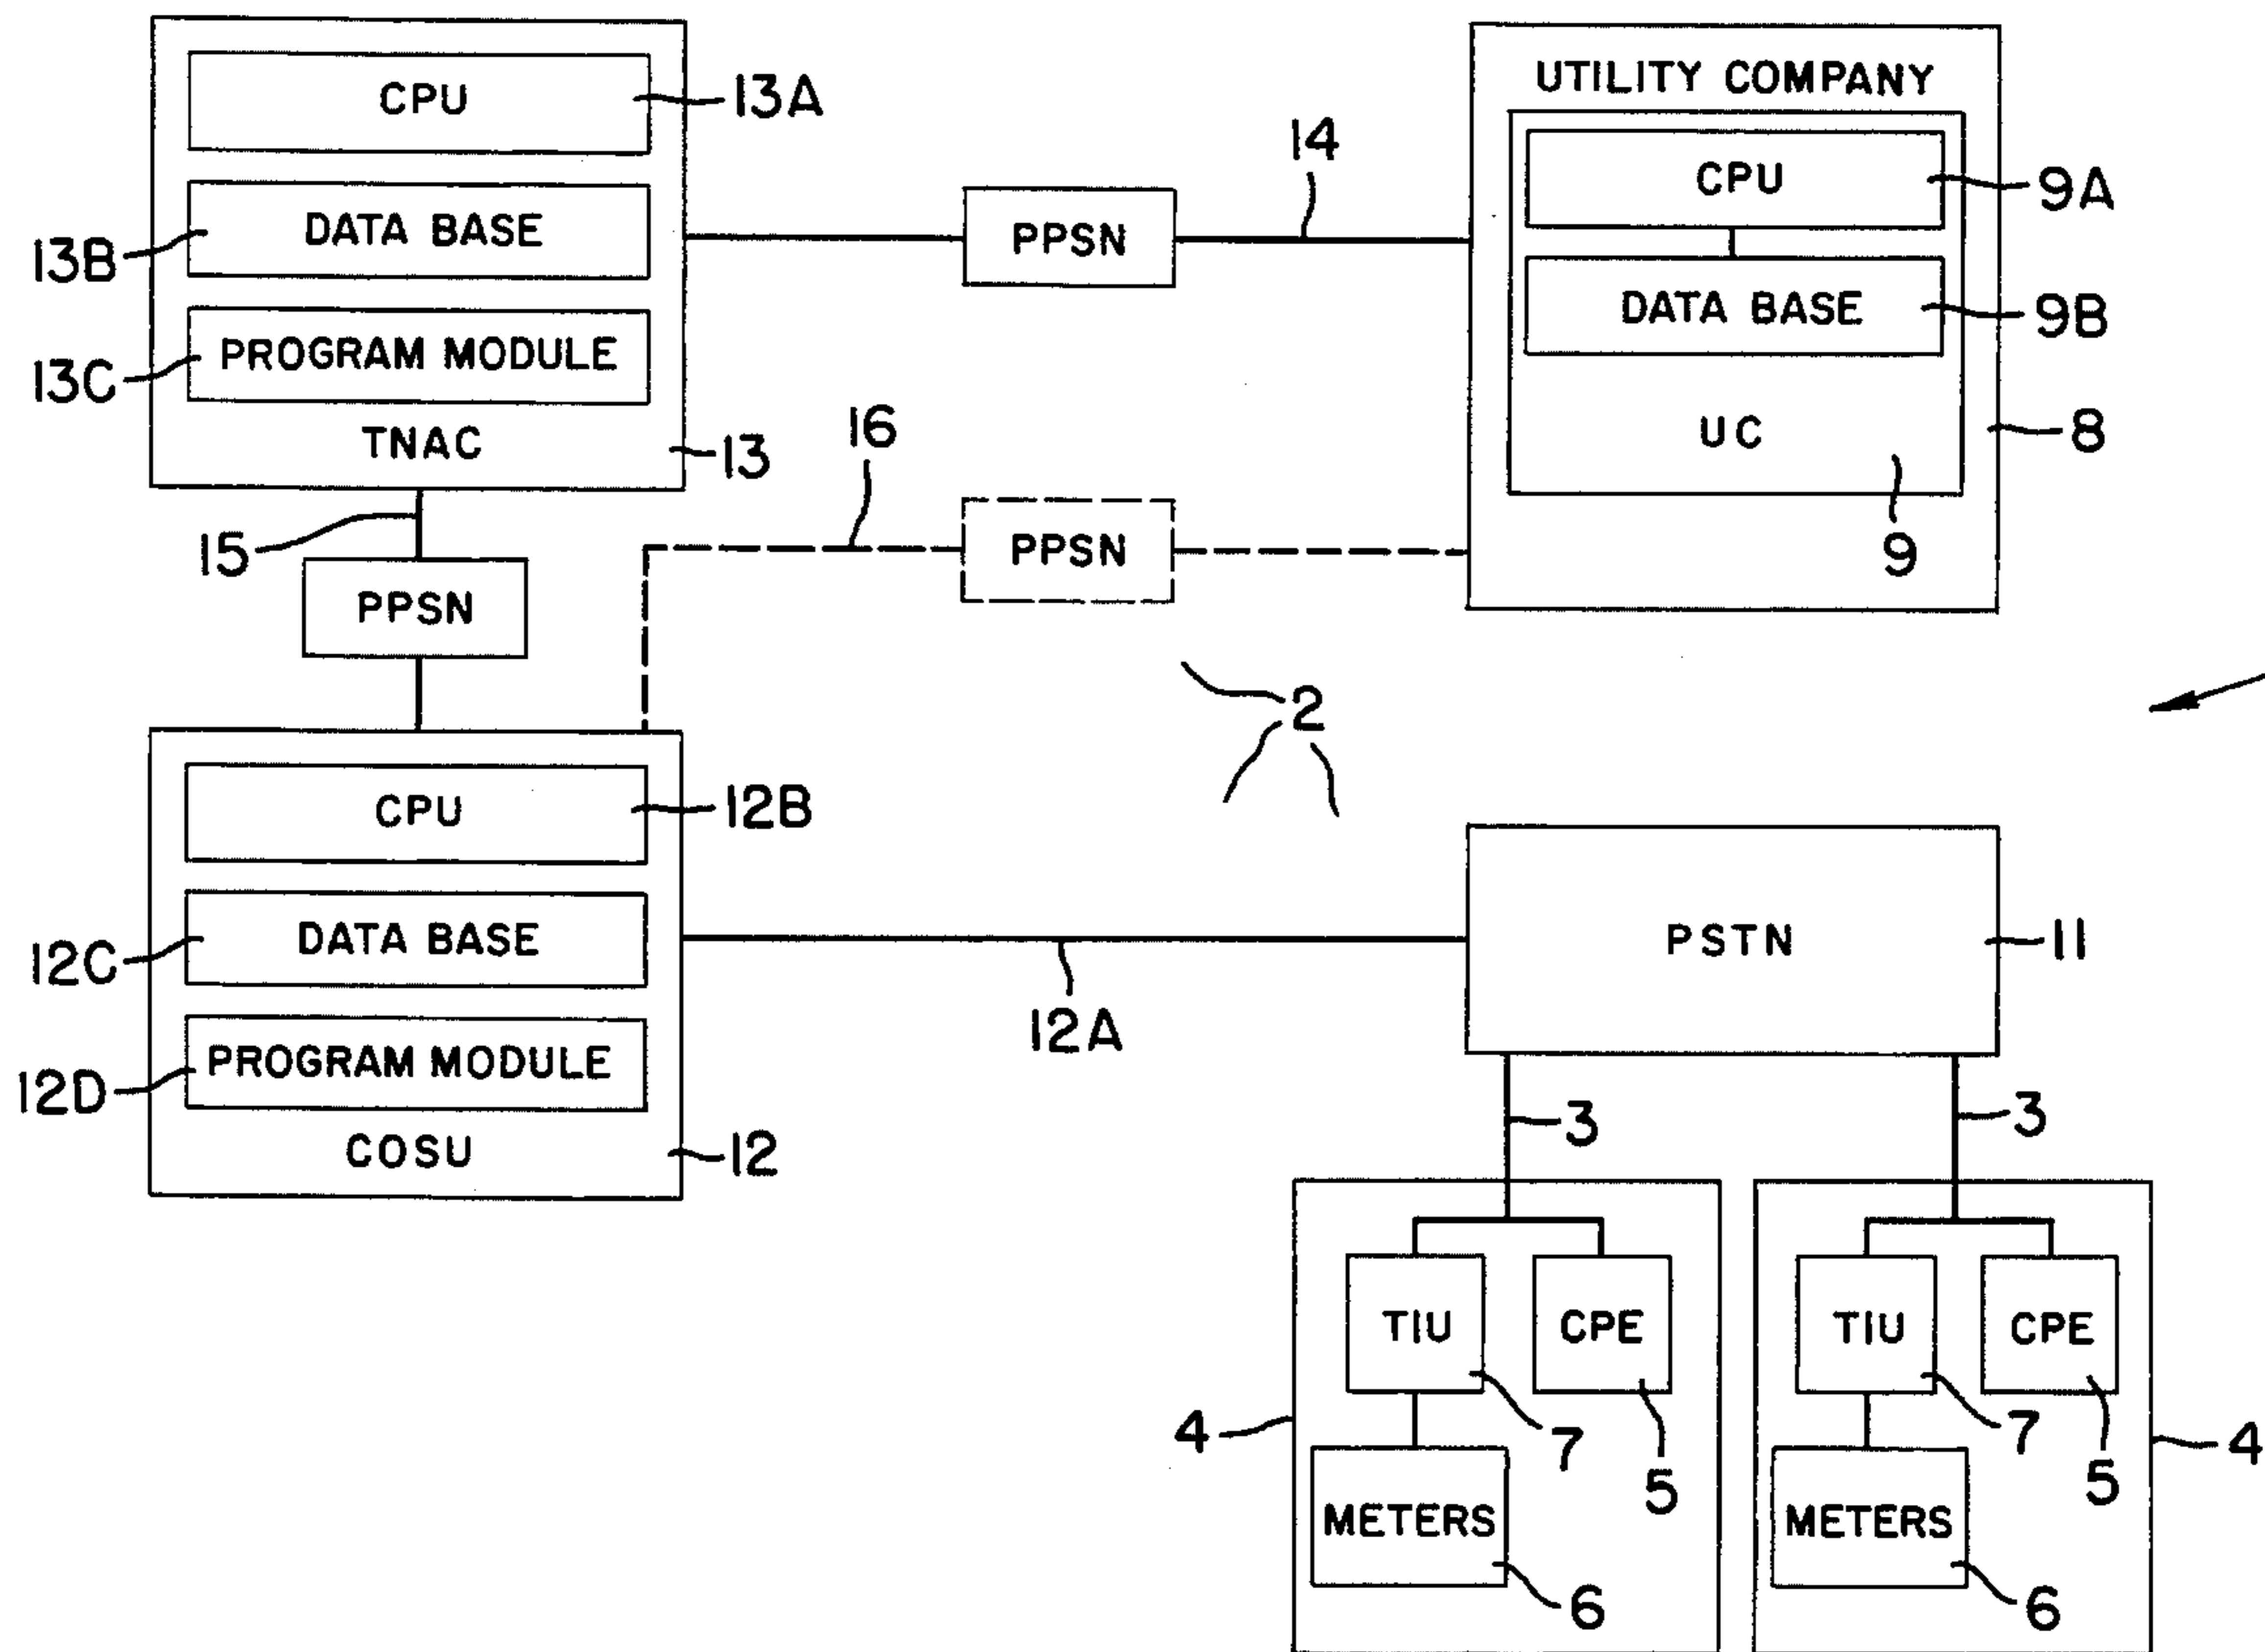 CPU
13A
DATA BASE
13B
PROGRAM MODULE
13C
TNAC
13
14
PPSN
UTILITY COMPANY
CPU
9A
DATA BASE
9B
UC
8
9
16
PPSN
15
PPSN
2
CPU
12B
DATA BASE
12C
PROGRAM MODULE
12D
COSU
12
12A
PSTN
11
3
3
TIU
CPE
TIU
CPE
4
7
5
7
5
4
METERS
METERS
6
6